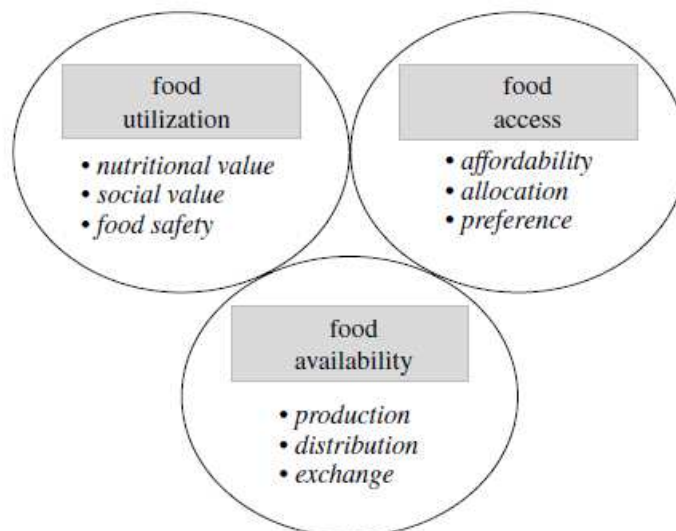 food
utilization
• nutritional value
• social value
• food safety
food
access
• affordability
• allocation
• preference
food
availability
• production
• distribution
• exchange